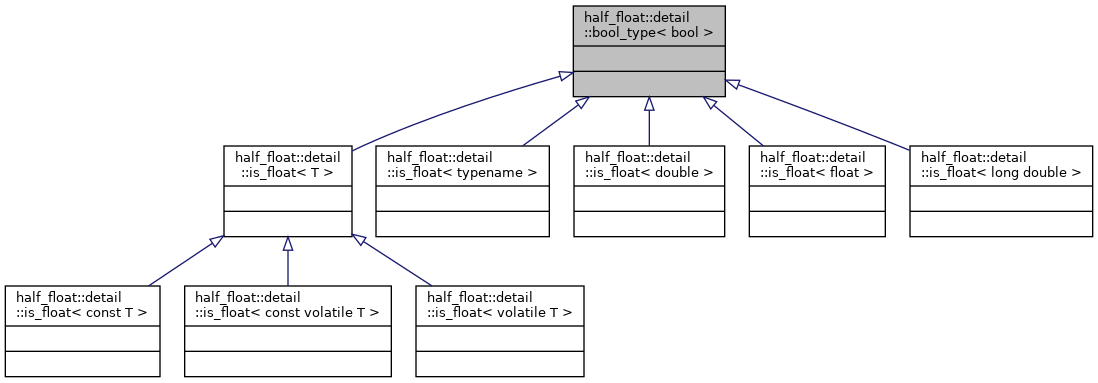 half_float::detail
::bool_type< bool >
half_float::detail
::is_float< T >
half_float::detail
::is_float< typename >
half_float::detail
::is_float< double >
half_float::detail
::is_float< float >
half_float::detail
::is_float< long double >
half_float::detail
::is_float< const T >
half_float::detail
::is_float< const volatile T >
half_float::detail
::is_float< volatile T >